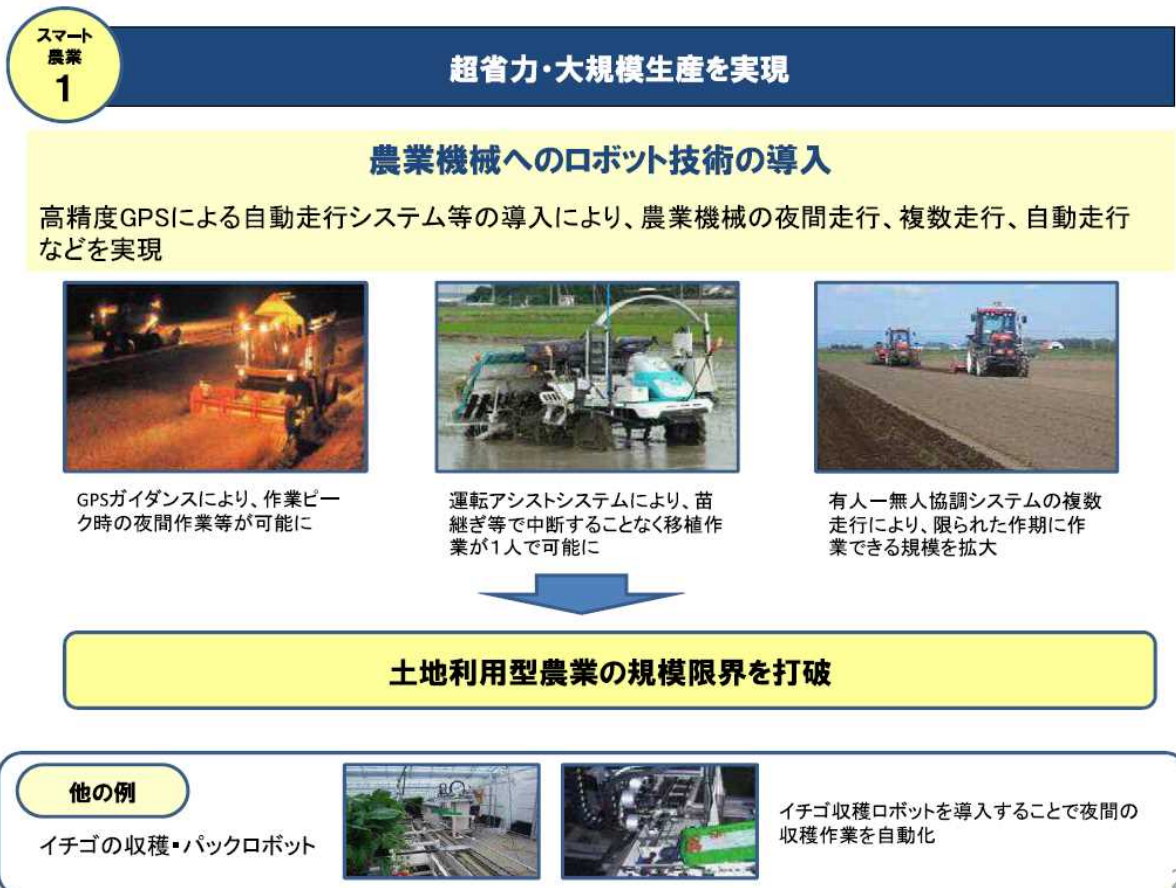 スマート
農業
1
超省力・大規模生産を実現
農業機械へのロボット技術の導入
高精度GPSによる自動走行システム等の導入により、農業機械の夜間走行、複数走行、自動走行
などを実現
GPSガイダンスにより、作業ピー
ク時の夜間作業等が可能に
運転アシストシステムにより、苗
継ぎ等で中断することなく移植作
業が１人で可能に
有人ー無人協調システムの複数
走行により、限られた作期に作
業できる規模を拡大
土地利用型農業の規模限界を打破
他の例
イチゴの収穫・パックロボット
イチゴ収穫ロボットを導入することで夜間の
収穫作業を自動化